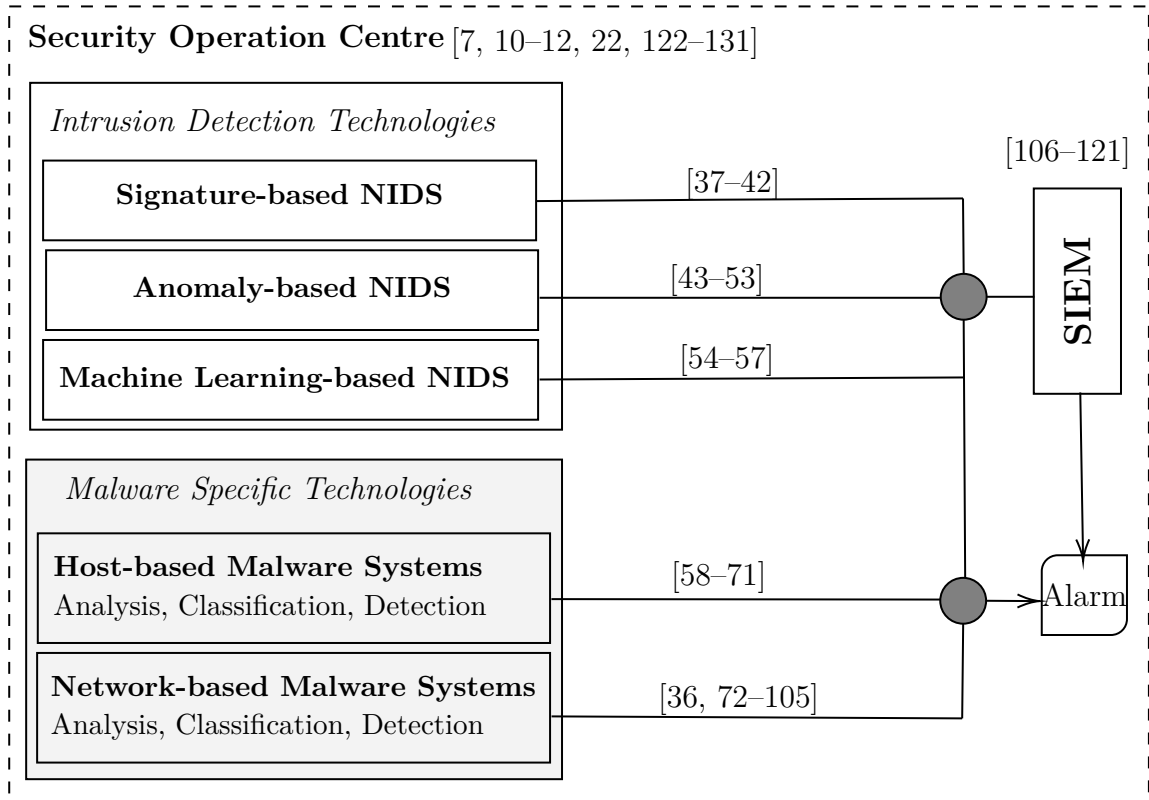 Security Operation Centre [7, 10–12, 22, 122–131]
Intrusion Detection Technologies
[106–121]
Signature-based NIDS
[37–42]
Anomaly-based NIDS
[43–53]
SIEM
Machine Learning-based NIDS
[54–57]
Malware Specific Technologies
Host-based Malware Systems
Analysis, Classification, Detection
[58–71]
Alarm
Network-based Malware Systems
Analysis, Classification, Detection
[36, 72–105]